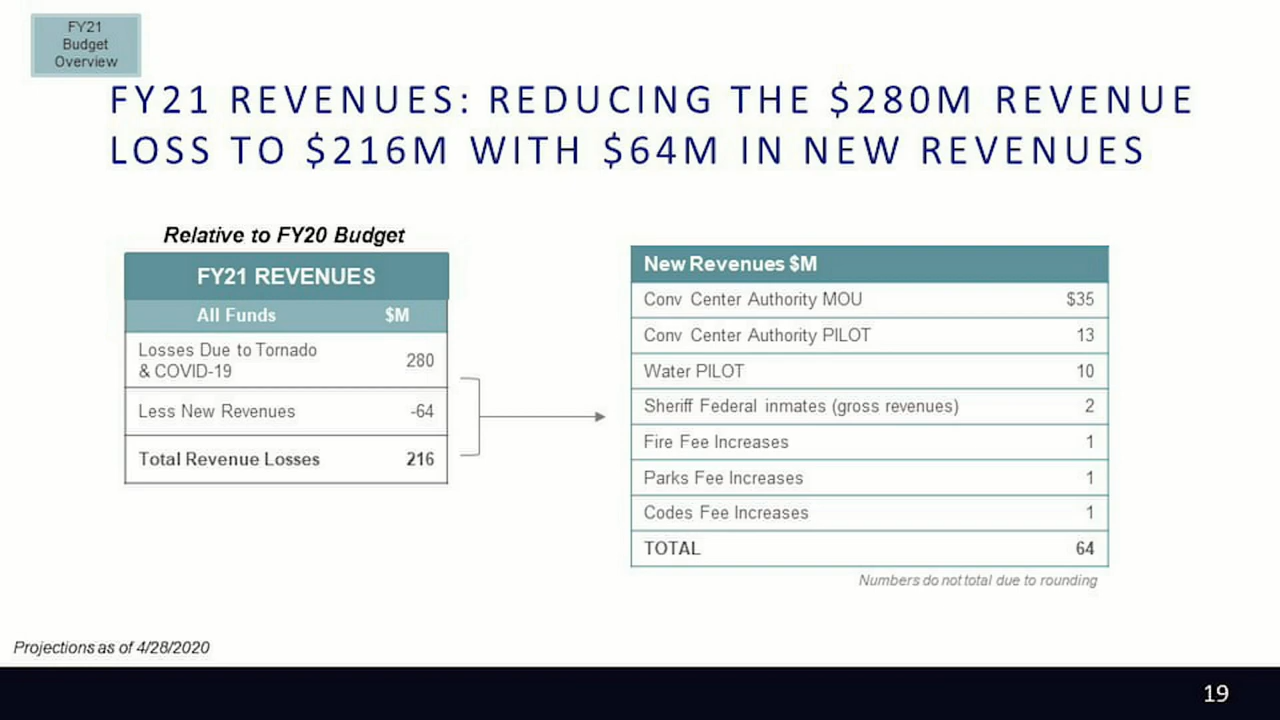 FY21
Budget
Overview
FY21 REVENUES: REDUCING THE $280M REVENUE
LOSS TO $216M WITH $64M IN NEW REVENUES
Relative to FY20 Budget
FY21 REVENUES
All Funds $M
Losses Due to Tornado
& COVID-19 280
Less New Revenues -64
Total Revenue Losses 216
New Revenues $M
Conv Center Authority MOU $35
Conv Center Authority PILOT 13
Water PILOT 10
Sheriff Federal inmates (gross revenues) 2
Fire Fee Increases 1
Parks Fee Increases 1
Codes Fee Increases 1
TOTAL 64
Numbers do not total due to rounding
Projections as of 4/28/2020
19